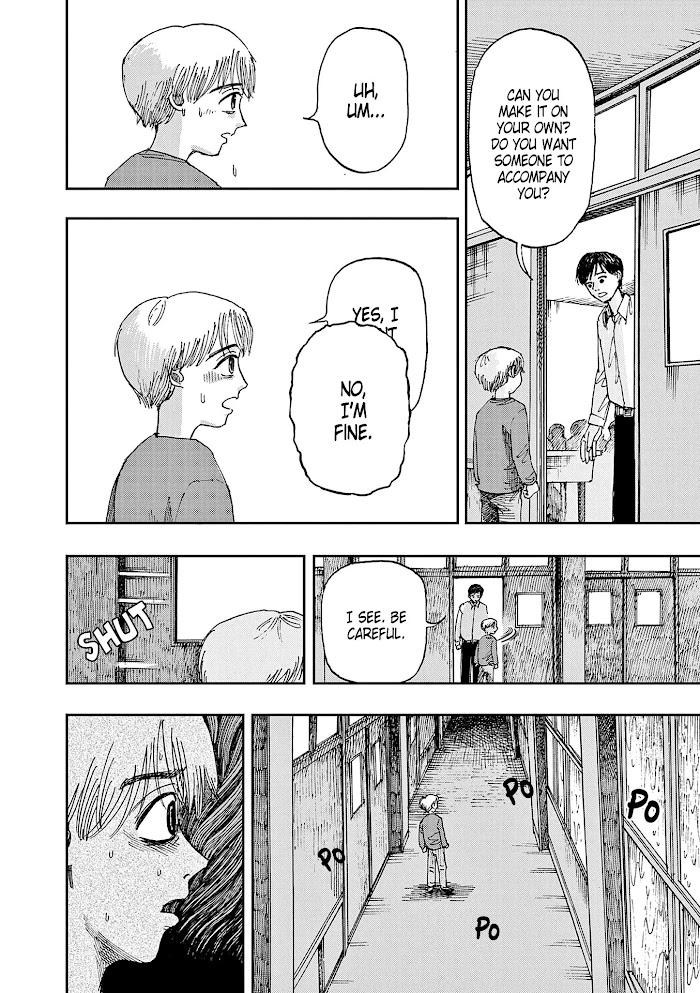 CAN YOU
MAKE IT ON
YOUR OWN?
DO YOU WANT
SOMEONE TO
ACCOMPANY
YOU?
UH,
UM...
YES, I
NO,
I'M
FINE.
I SEE. BE
CAREFUL.
SHUT
PO
PO
PO
PO